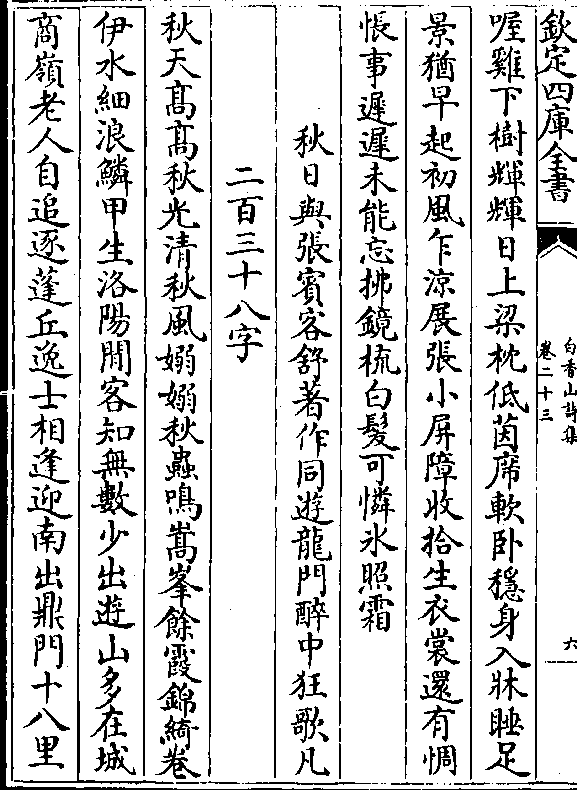 欽定四庫全書
白香山詩集
卷二十三
六
喔雞下樹輝輝日上梁枕低茵席軟卧穩身入牀睡足
景猶早起初風乍涼展張小屏障收拾生衣裳還有惆
悵事遲遲未能忘拂鏡梳白髮可憐氷照霜
秋日與張賓客舒著作同遊龍門醉中狂歌凡
二百三十八字
秋天髙髙秋光清秋風嫋嫋秋蟲鳴嵩峯餘霞錦綺卷
伊水細浪鱗甲生洛陽閒客知無數少出遊山多在城
商嶺老人自追逐蓬丘逸士相逢迎南出鼎門十八里